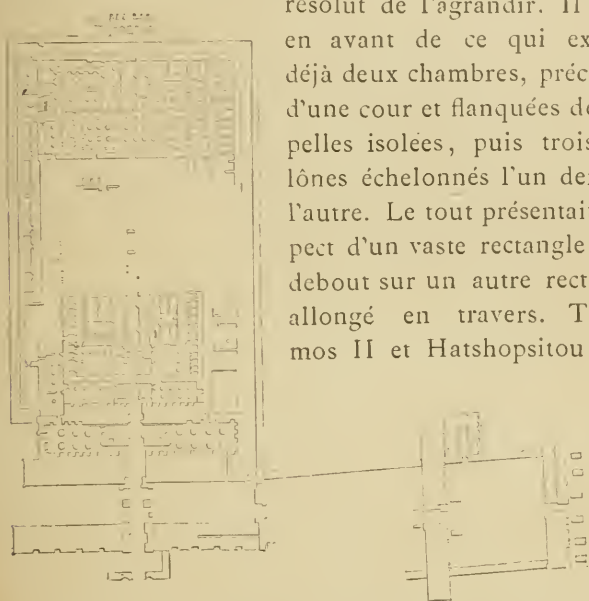 résolut de l'agrandir. Il
en avant de ce qui ex
déjà deux chambres, préc
d'une cour et flanquées de
pelles isolées, puis trois
lônes échelonnés l'un de
l'autre. Le tout présentait
pect d'un vaste rectangle
debout sur un autre rect
allongé en travers. T
mos II et Hatshopsitou